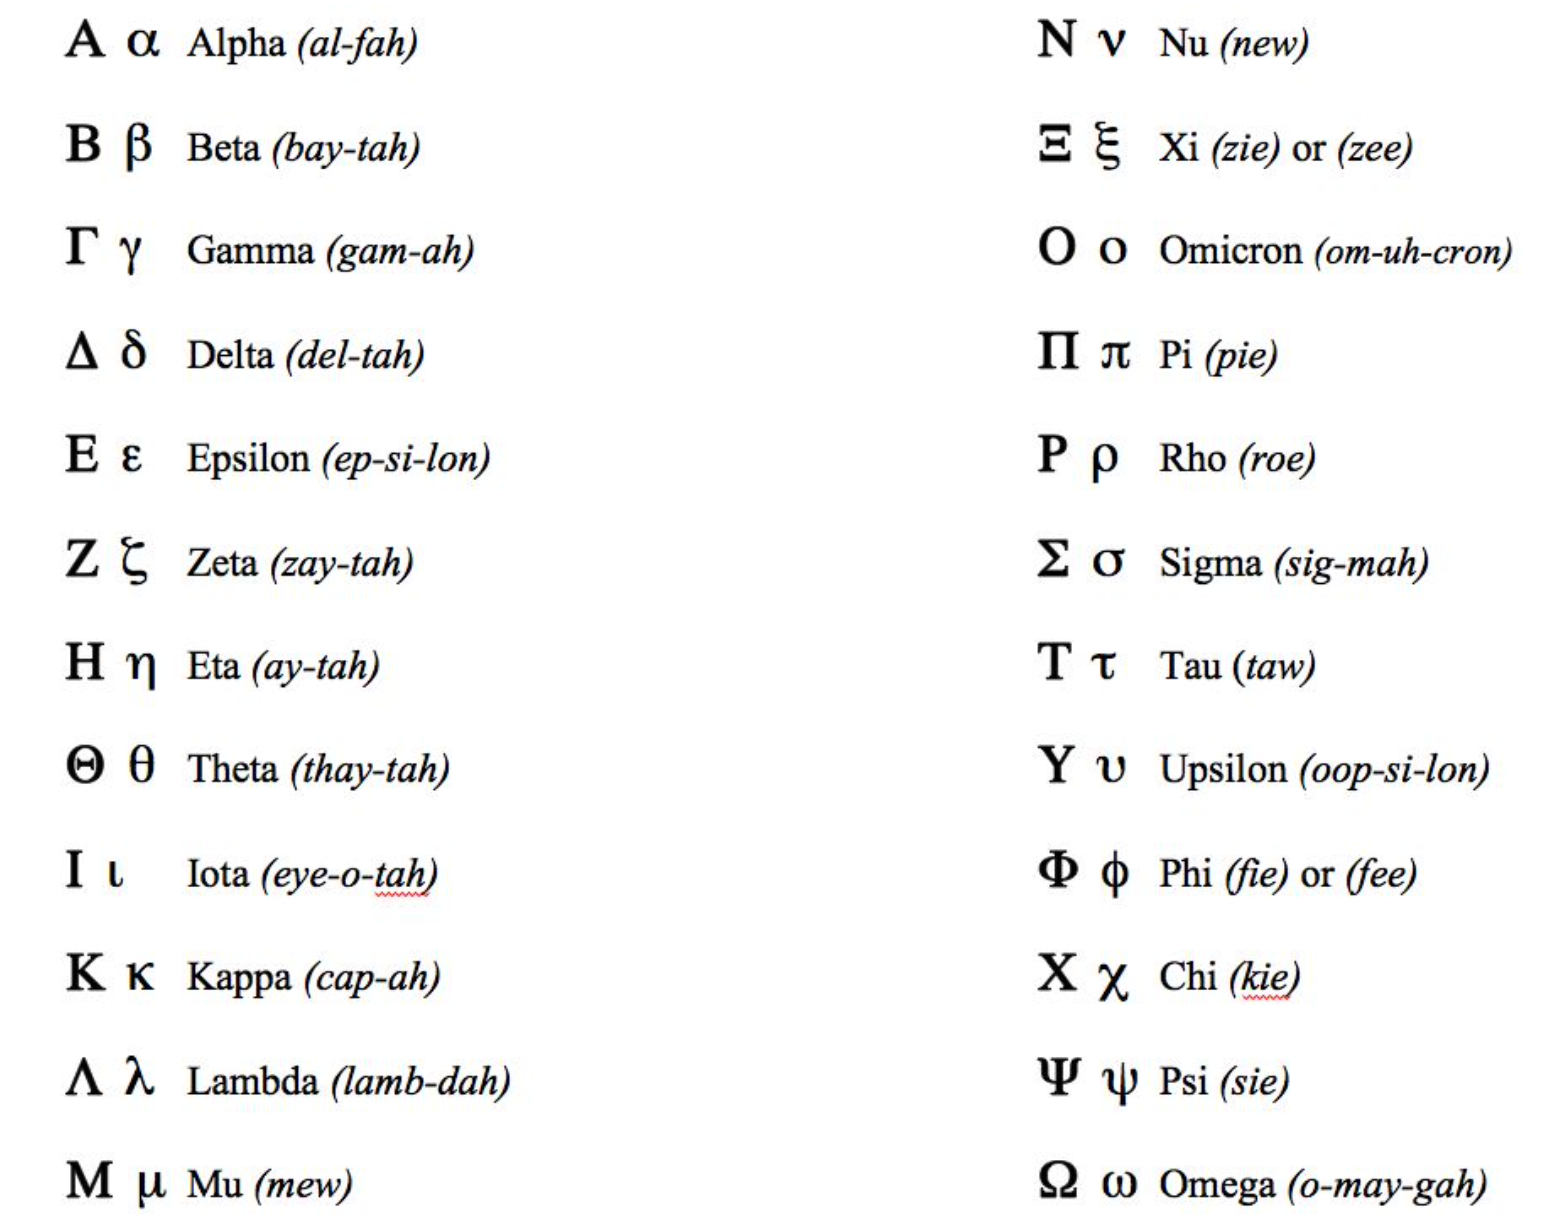 Α α Alpha (al-fah)
Β β Beta (bay-tah)
Γ γ Gamma (gam-ah)
Δ δ Delta (del-tah)
Ε ε Epsilon (ep-si-lon)
Ζ ζ Zeta (zay-tah)
Η η Eta (ay-tah)
Θ θ Theta (thay-tah)
Ι ι Iota (eye-o-tah)
Κ κ Kappa (cap-ah)
Λ λ Lambda (lamb-dah)
Μ μ Mu (mew)
Ν ν Nu (new)
Ξ ξ Xi (zie) or (zee)
Ο ο Omicron (om-uh-cron)
Π π Pi (pie)
Ρ ρ Rho (roe)
Σ σ Sigma (sig-mah)
Τ τ Tau (taw)
Υ υ Upsilon (oop-si-lon)
Φ ϕ Phi (fie) or (fee)
Χ χ Chi (kie)
Ψ ψ Psi (sie)
Ω ω Omega (o-may-gah)